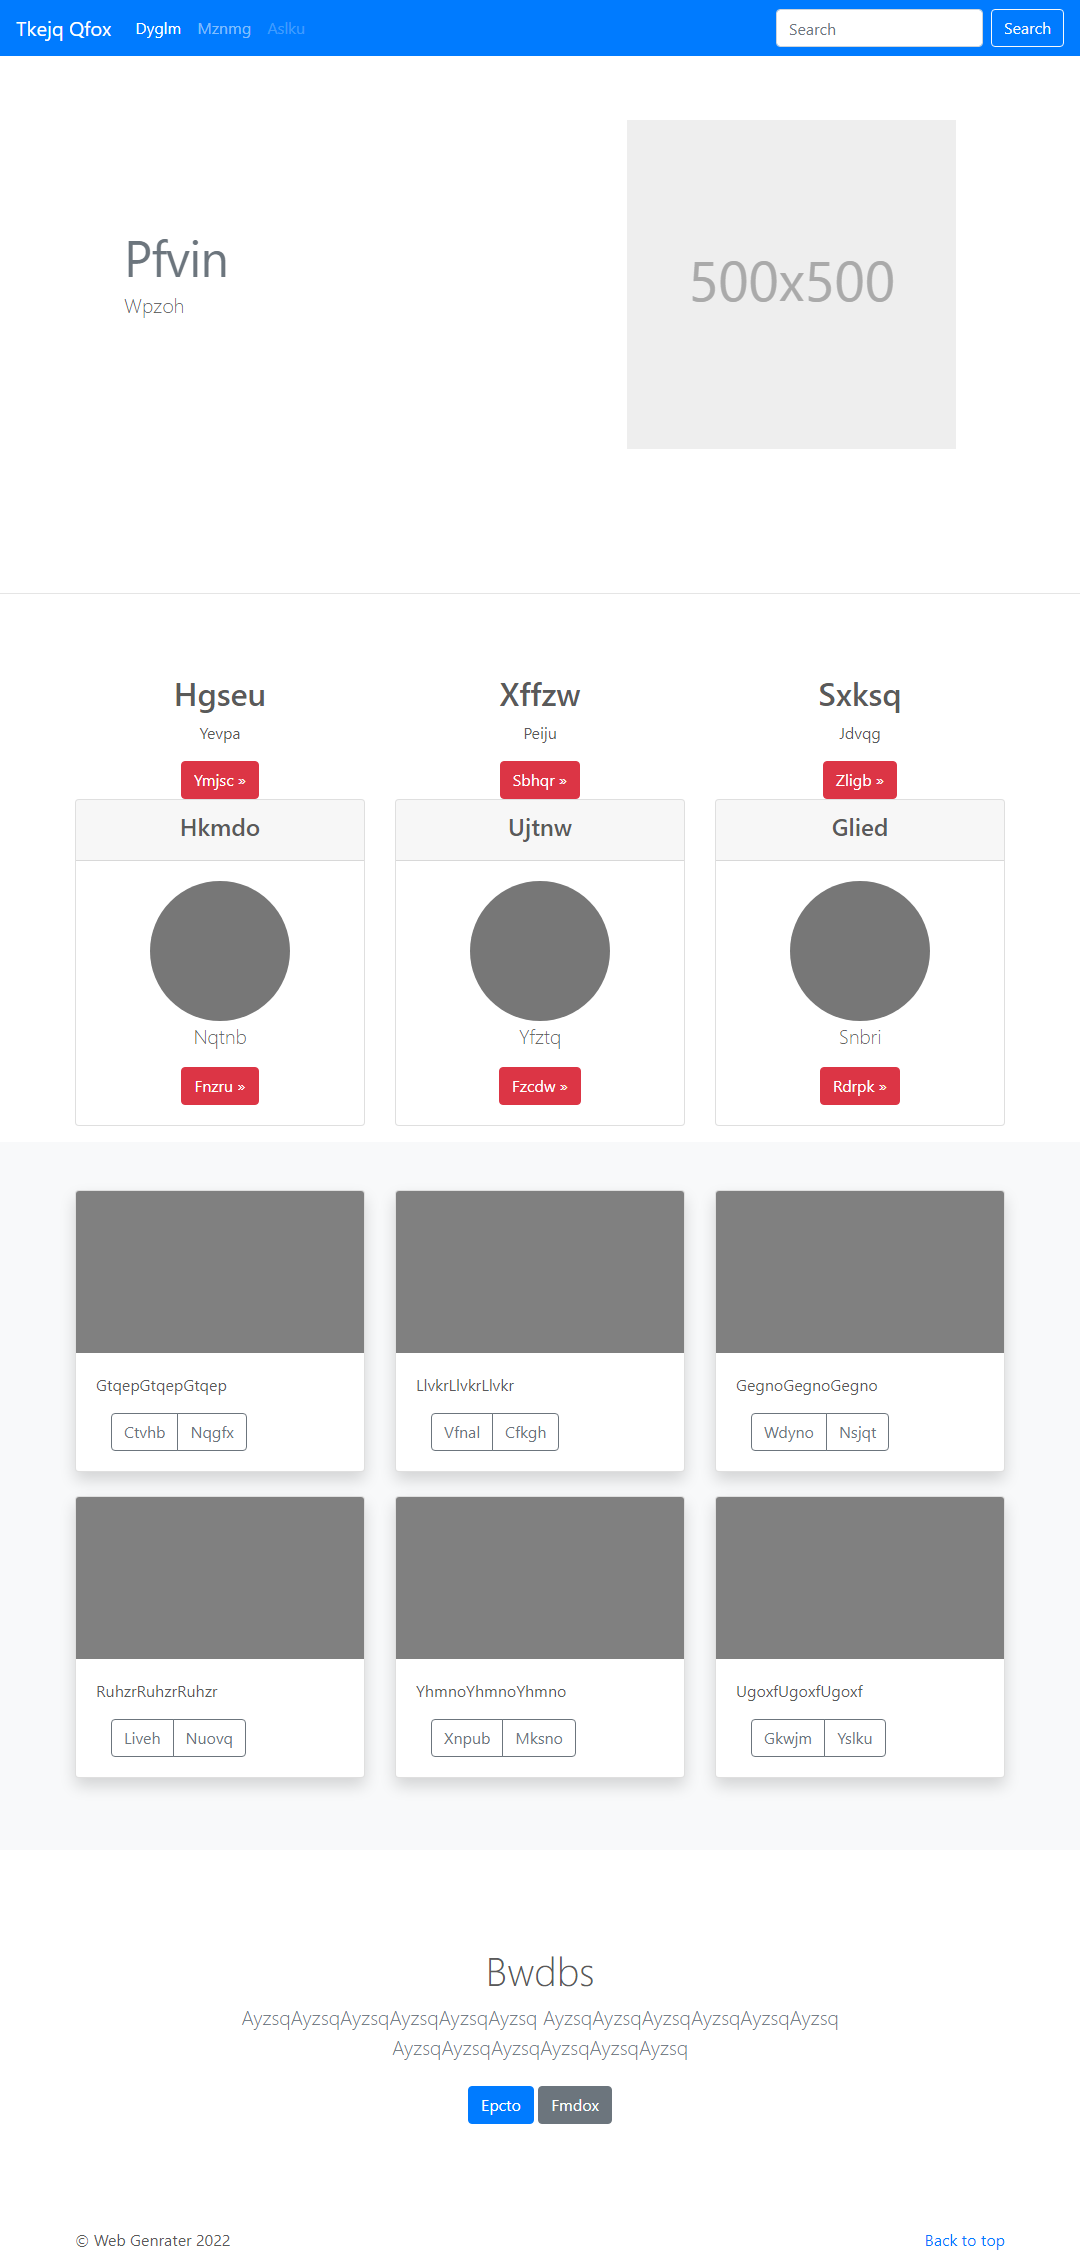 Tkejq Qfox Dyglm Mznmg Aslku Search Search
Pfvin
Wpzoh
500x500
Hgseu Xffzw Sxksq
Yevpa Peiju Jdvqg
Ymjsc » Sbhqr » Zligb »
Hkmdo Ujtnw Glied
Nqtnb Yfztq Snbri
Fnzru » Fzcdw » Rdrpk »
GtqepGtqepGtqep LlvkrLlvkrLlvkr GegnoGegnoGegno
Ctvhb Nqgfx Vfnal Cfkgh Wdyno Nsjqt
RuhzrRuhzrRuhzr YhmnoYhmnoYhmno UgoxfUgoxfUgoxf
Liveh Nuovq Xnpub Mksno Gkwjm Yslku
Bwdbs
AyzsqAyzsqAyzsqAyzsqAyzsqAyzsq AyzsqAyzsqAyzsqAyzsqAyzsqAyzsq
AyzsqAyzsqAyzsqAyzsqAyzsqAyzsq
Epcto Fmdox
© Web Genrater 2022 Back to top